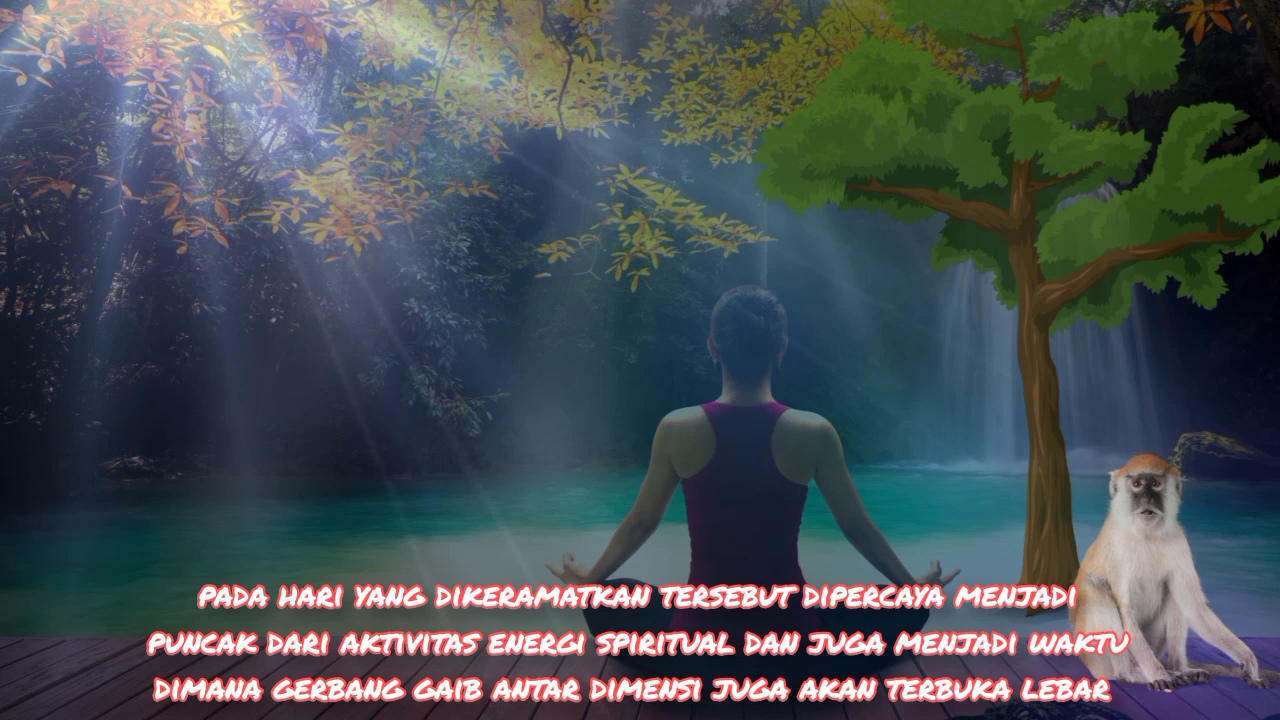 PADA HARI YANG DIKERAMATKAN TERSEBUT DIPERCAYA MENJADI
PUNCAK DARI AKTIVITAS ENERGI SPIRITUAL DAN JUGA MENJADI WAKTU
DIMANA GERBANG GAIB ANTAR DIMENSI JUGA AKAN TERBUKA LEBAR